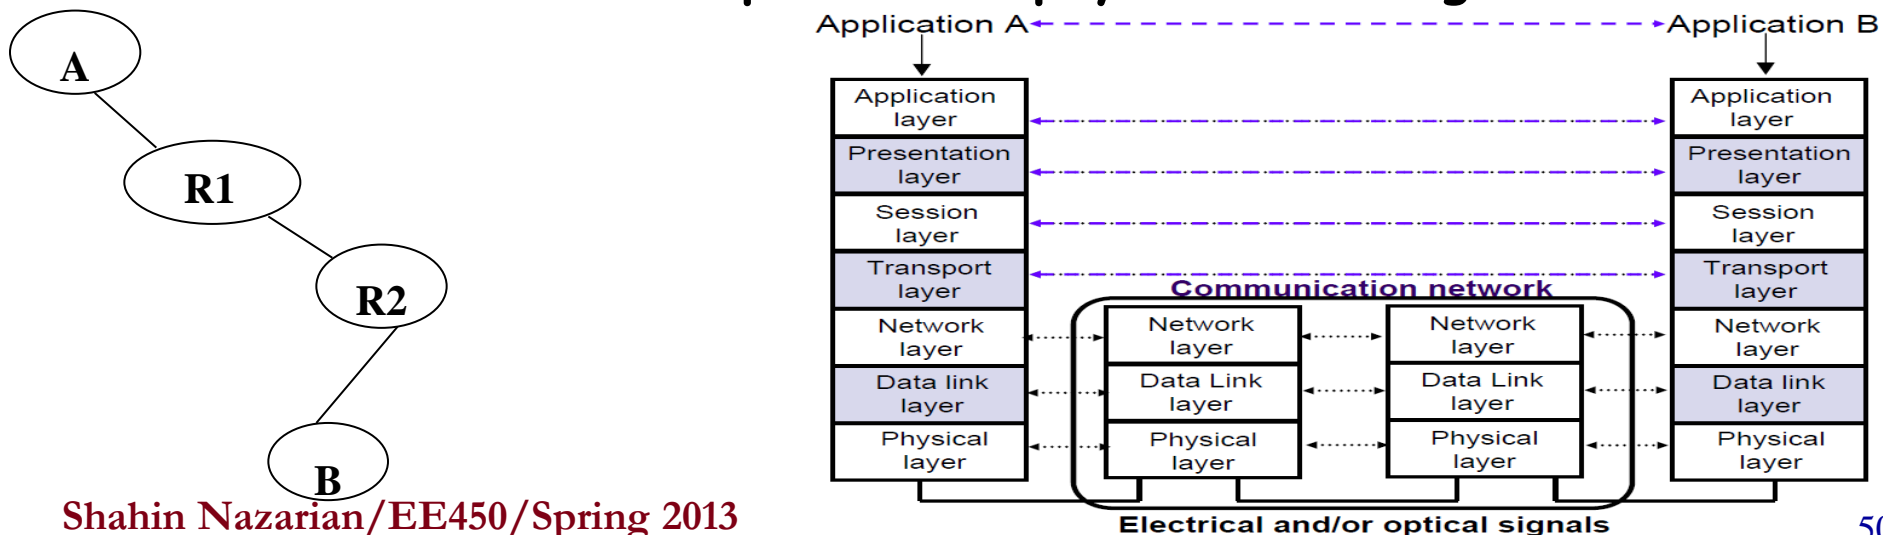 A
R1
R2
B
Shahin Nazarian/EE450/Spring 2013
Application A
Application B
Application
layer
Presentation
layer
Session
layer
Transport
layer
Network
layer
Data link
layer
Physical
layer
Communication network
Network
layer
Data Link
layer
Physical
layer
Network
layer
Data Link
layer
Physical
layer
Application
layer
Presentation
layer
Session
layer
Transport
layer
Network
layer
Data link
layer
Physical
layer
Electrical and/or optical signals